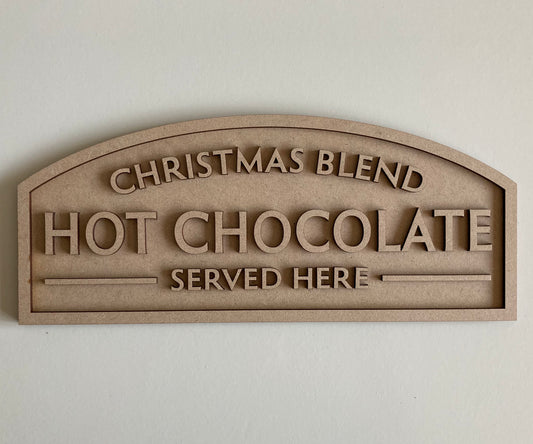 CHRISTMAS BLEND
HOT CHOCOLATE
SERVED HERE